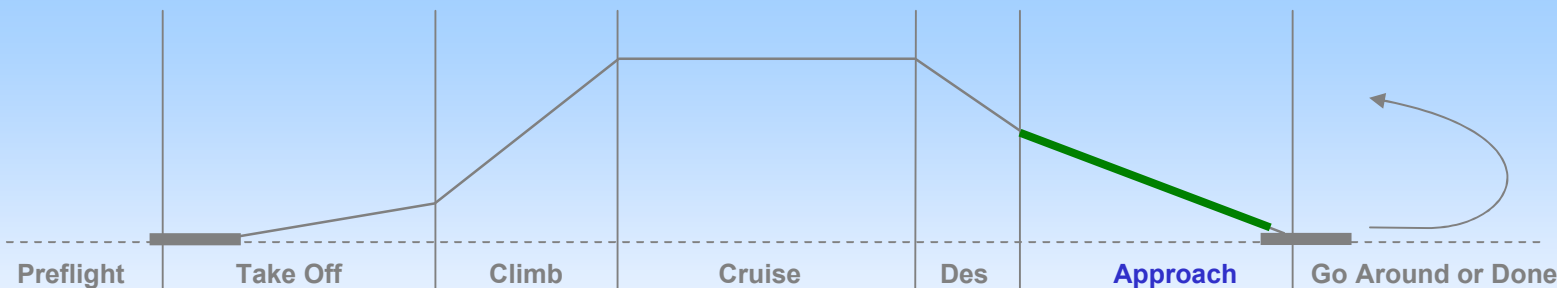 Preflight
Take Off
Climb
Cruise
Des
Approach
Go Around or Done